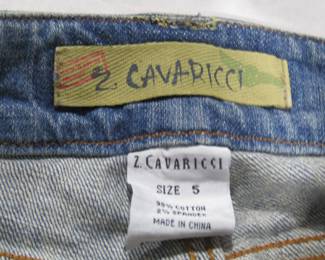 Z. CAVARICCI
Z. CAVARICCI
SIZE 5
98% COTTON
2% SPANDEX
MADE IN CHINA